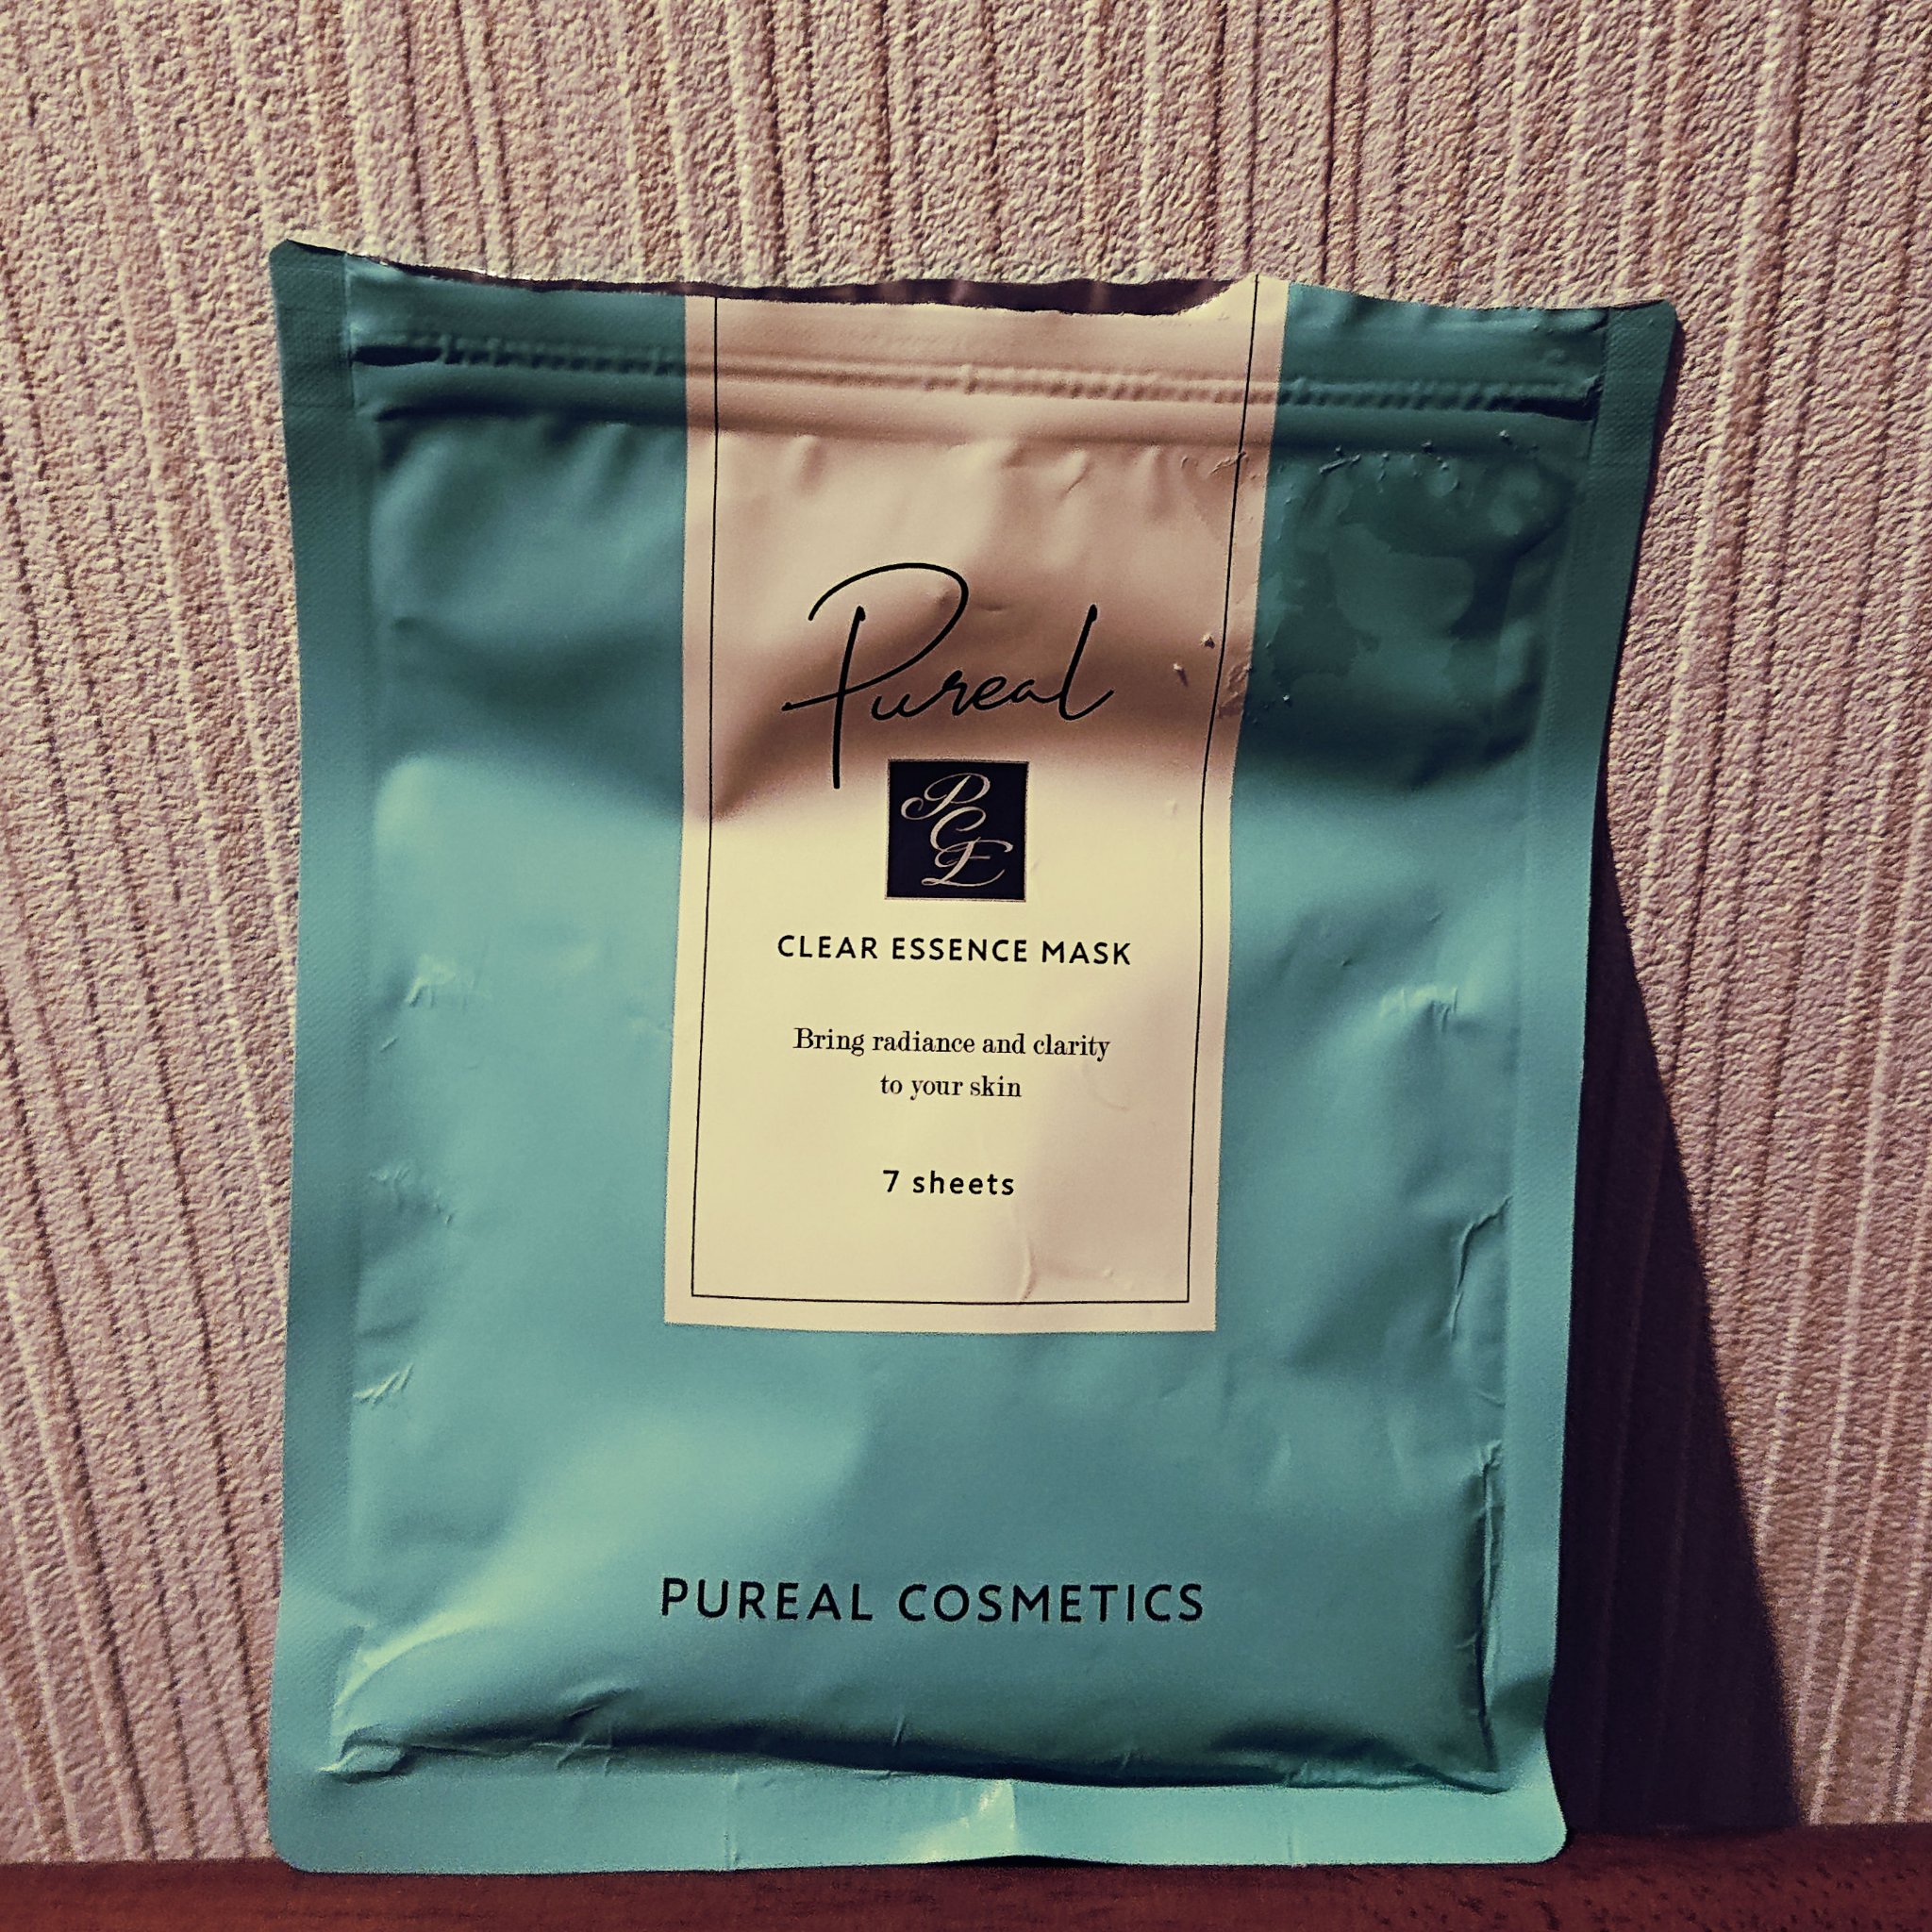 Pureal
PCE
CLEAR ESSENCE MASK
Bring radiance and clarity
to your skin
7 sheets
PUREAL COSMETICS